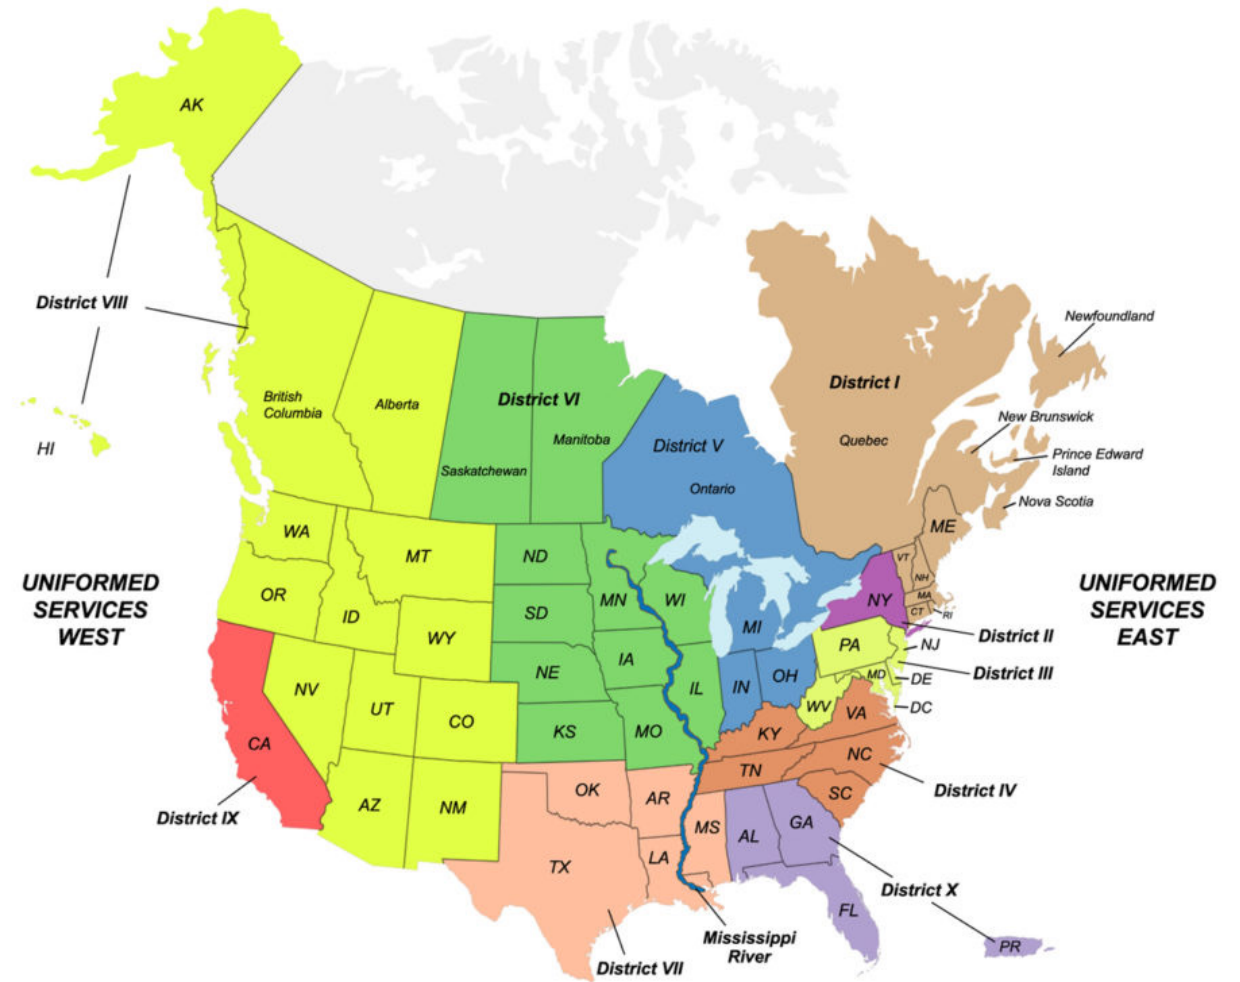 AK
District VIII
HI
British
Columbia
Alberta
District VI
Saskatchewan
Manitoba
District V
Ontario
District I
Quebec
Newfoundland
New Brunswick
Prince Edward
Island
Nova Scotia
UNIFORMED
SERVICES
WEST
UNIFORMED
SERVICES
EAST
WA
OR
ID
MT
WY
NV
UT
CO
AZ
NM
CA
District IX
ND
SD
NE
KS
MN
IA
MO
WI
IL
MI
IN
OH
ME
VT
NH
MA
CT
RI
NY
District II
PA
NJ
District III
MD
DE
DC
WV
VA
KY
NC
TN
SC
District IV
OK
AR
TX
LA
MS
District VII
Mississippi
River
AL
GA
FL
District X
PR